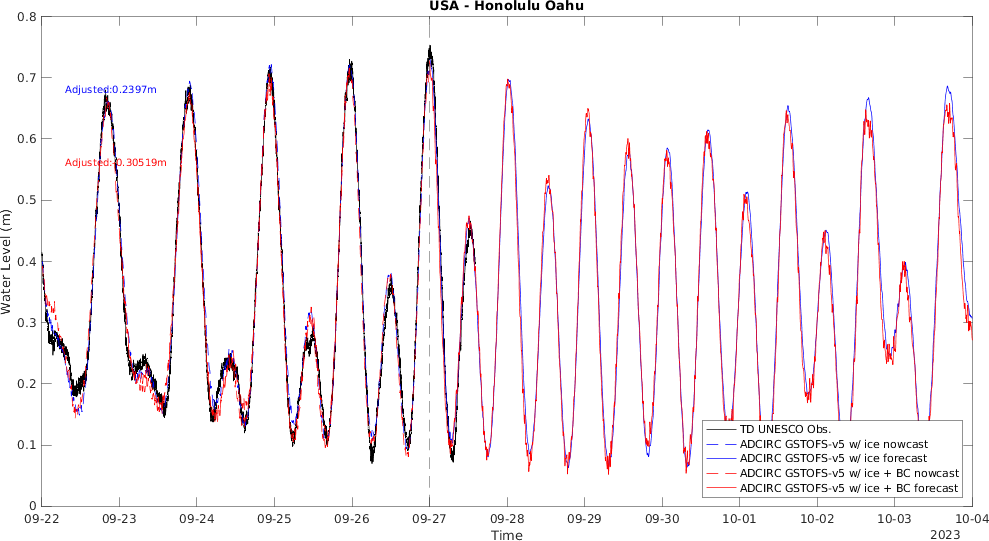 USA - Honolulu Oahu
0.8
0.7
0.6
0.5
0.4
0.3
0.2
0.1
0
Water Level (m)
Adjusted:0.2397m
Adjusted:-0.30519m
TD UNESCO Obs.
ADCIRC GSTOFS-v5 w/ ice nowcast
ADCIRC GSTOFS-v5 w/ ice forecast
ADCIRC GSTOFS-v5 w/ ice + BC nowcast
ADCIRC GSTOFS-v5 w/ ice + BC forecast
09-22 09-23 09-24 09-25 09-26 09-27 09-28 09-29 09-30 10-01 10-02 10-03 10-04
Time
2023